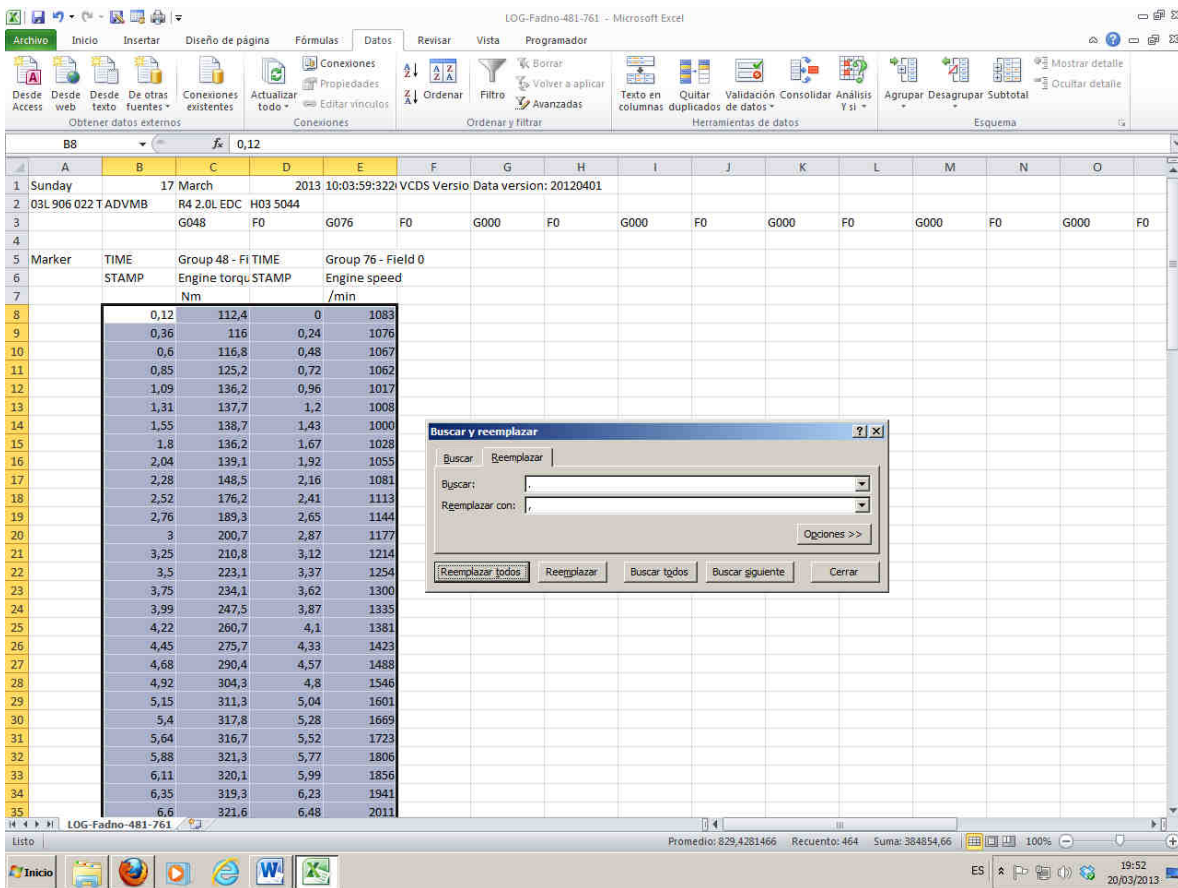 LOG-Fadno-481-761 - Microsoft Excel
Archivo Inicio Insertar Diseño de página Fórmulas Datos Revisar Vista Programador
Desde Access
Desde web
Desde texto
De otras fuentes
Conexiones existentes
Obtener datos externos
Actualizar todo
Conexiones
Propiedades
Editar vínculos
Conexiones
Ordenar
Filtro
Borrar
Volver a aplicar
Avanzadas
Ordenar y filtrar
Texto en columnas
Quitar duplicados
Validación de datos
Consolidar
Análisis Y si
Herramientas de datos
Agrupar
Desagrupar
Subtotal
Mostrar detalle
Ocultar detalle
Esquema
B8 fx 0,12
A B C D E F G H I J K L M N O
1 Sunday 17 March 2013 10:03:59:322 VCDS Versio Data version: 20120401
2 03L 906 022 T ADVMB R4 2.0L EDC H03 5044
3 G048 F0 G076 F0 G000 F0 G000 F0 G000 F0 G000 F0 G000 F0
4
5 Marker TIME Group 48 - Fi TIME Group 76 - Field 0
6 STAMP Engine torqu STAMP Engine speed
7 Nm /min
8 0,12 112,4 0 1083
9 0,36 116 0,24 1076
10 0,6 116,8 0,48 1067
11 0,85 125,2 0,72 1062
12 1,09 136,2 0,96 1017
13 1,31 137,7 1,2 1008
14 1,55 138,7 1,43 1000
15 1,8 136,2 1,67 1028
16 2,04 139,1 1,92 1055
17 2,28 148,5 2,16 1081
18 2,52 176,2 2,41 1113
19 2,76 189,3 2,65 1144
20 3 200,7 2,87 1177
21 3,25 210,8 3,12 1214
22 3,5 223,1 3,37 1254
23 3,75 234,1 3,62 1300
24 3,99 247,5 3,87 1335
25 4,22 260,7 4,1 1381
26 4,45 275,7 4,33 1423
27 4,68 290,4 4,57 1488
28 4,92 304,3 4,8 1546
29 5,15 311,3 5,04 1601
30 5,4 317,8 5,28 1669
31 5,64 316,7 5,52 1723
32 5,88 321,3 5,77 1806
33 6,11 320,1 5,99 1856
34 6,35 319,3 6,23 1941
35 6,6 321,6 6,48 2011
Buscar y reemplazar
Buscar Reemplazar
Buscar: .
Reemplazar con: ,
Opciones >>
Reemplazar todos Reemplazar Buscar todos Buscar siguiente Cerrar
LOG-Fadno-481-761
Listo Promedio: 829,4281466 Recuento: 464 Suma: 384854,66 100%
Inicio ES 19:52
20/03/2013